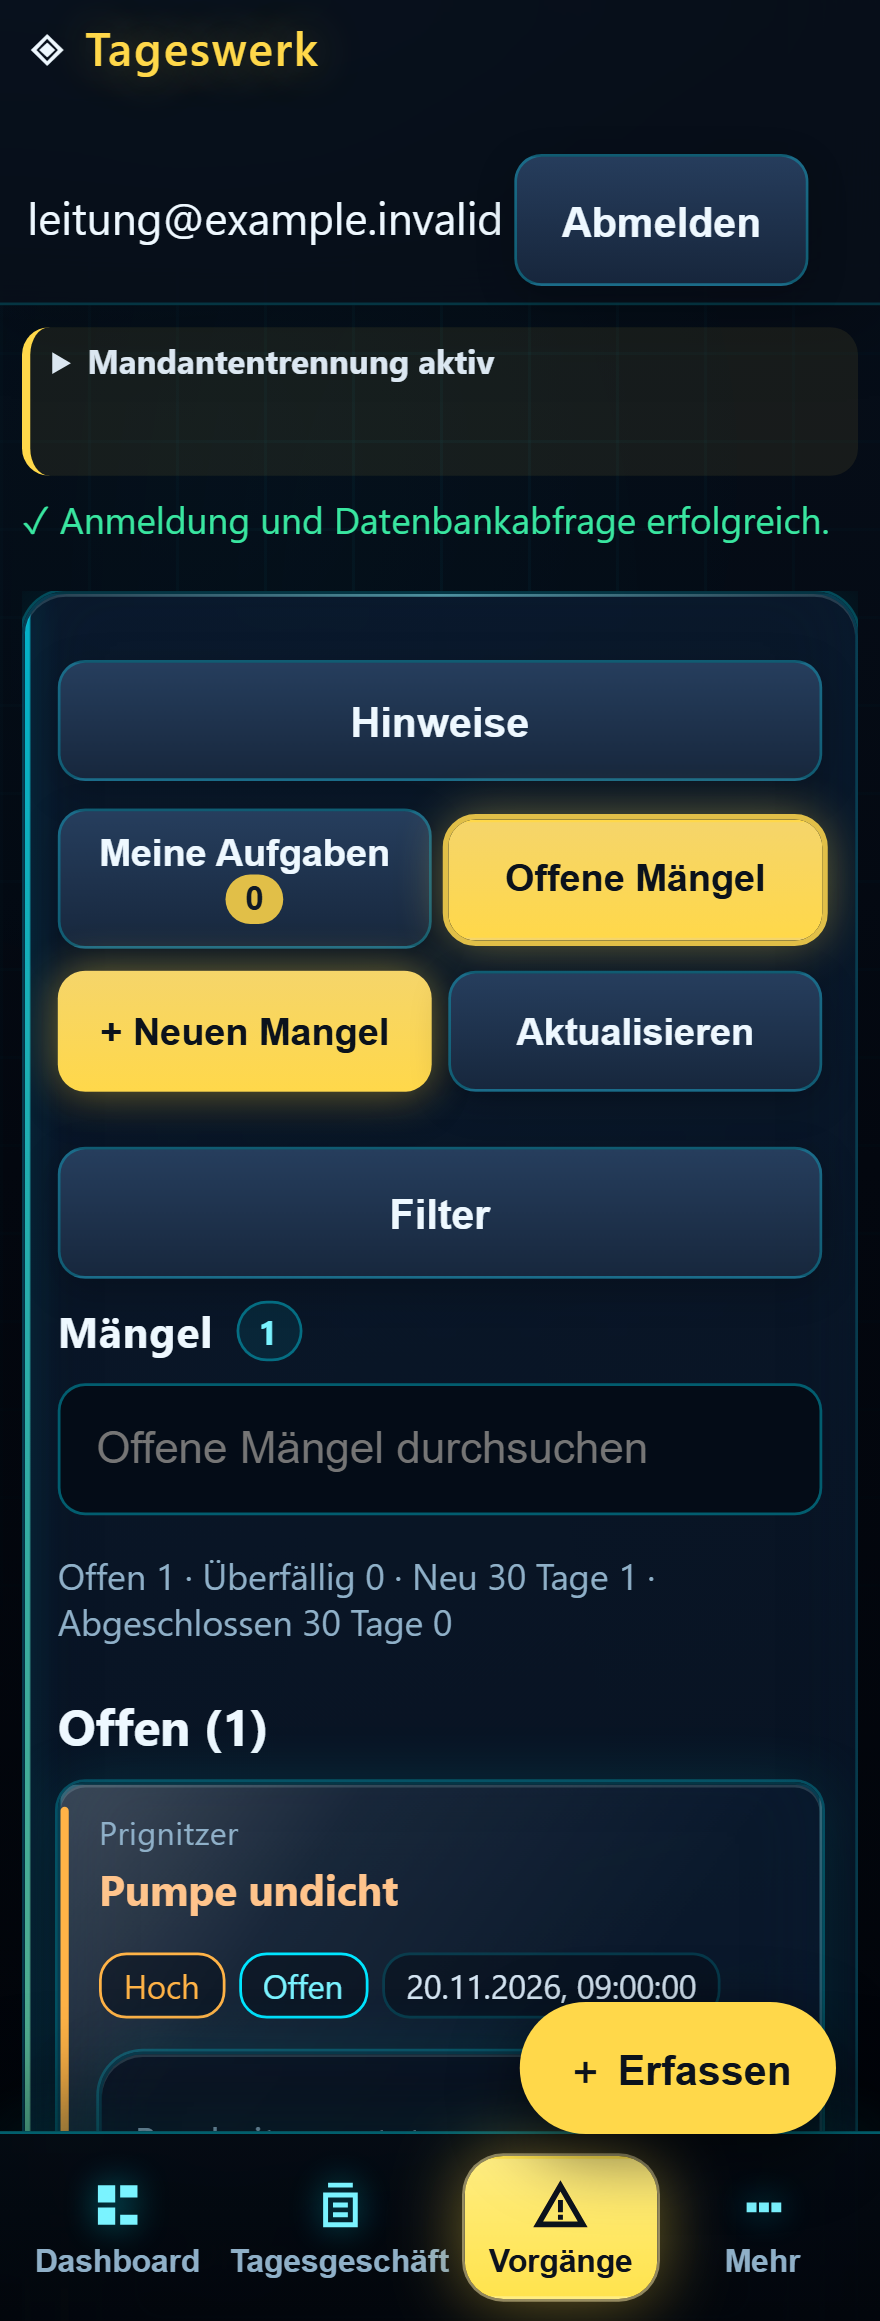 Tageswerk
leitung@example.invalid
Abmelden
Mandantentrennung aktiv
✓ Anmeldung und Datenbankabfrage erfolgreich.
Hinweise
Meine Aufgaben
0
Offene Mängel
+ Neuen Mangel
Aktualisieren
Filter
Mängel 1
Offene Mängel durchsuchen
Offen 1 · Überfällig 0 · Neu 30 Tage 1 ·
Abgeschlossen 30 Tage 0
Offen (1)
Prignitzer
Pumpe undicht
Hoch Offen 20.11.2026, 09:00:00
+ Erfassen
Dashboard Tagesgeschäft Vorgänge Mehr